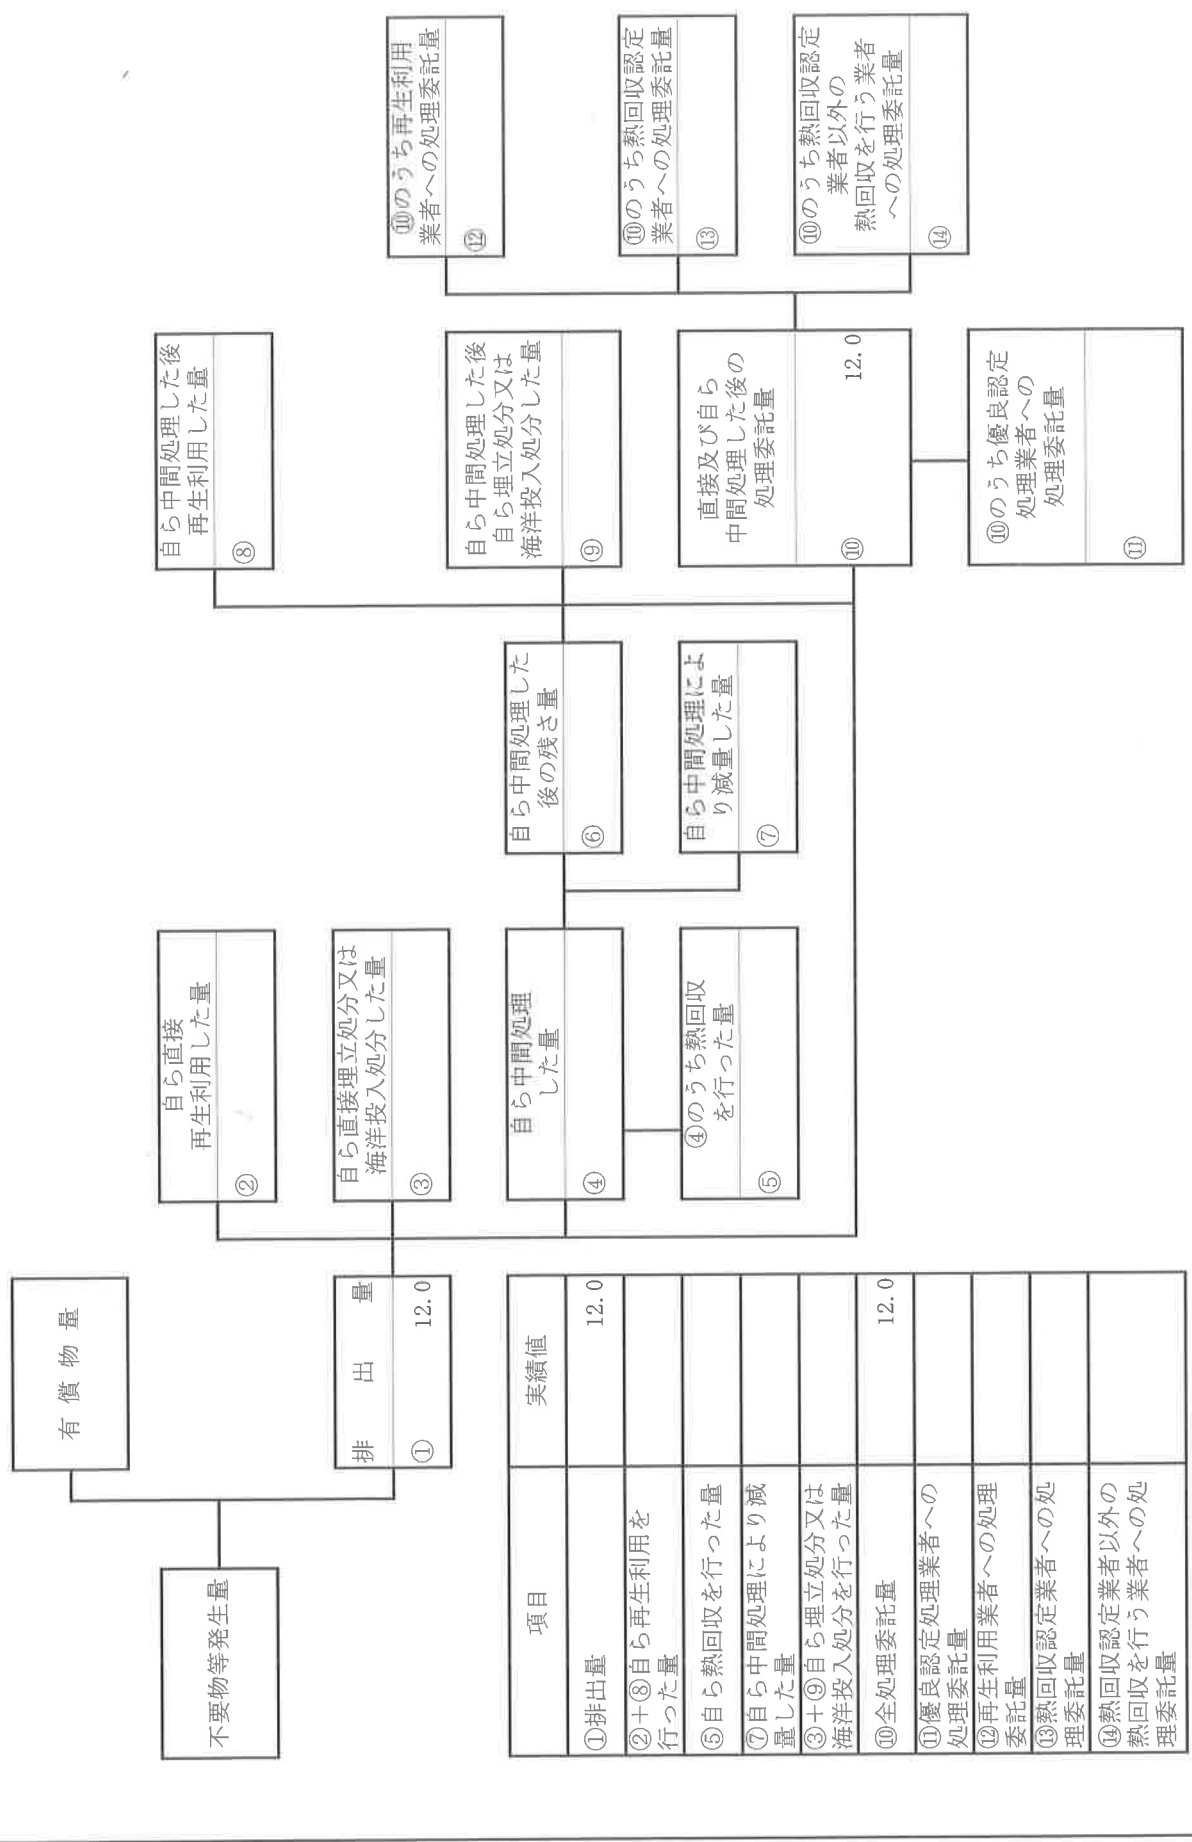 有償物量
不要物等発生量
排出量
①
12.0
自ら直接
再生利用した量
②
自ら直接埋立処分又は
海洋投入処分した量
③
自ら中間処理
した量
④
④のうち熱回収
を行った量
⑤
自ら中間処理した
後の残さ量
⑥
自ら中間処理によ
り減量した量
⑦
自ら中間処理した後
再生利用した量
⑧
自ら中間処理した後
自ら埋立処分又は
海洋投入処分した量
⑨
直接及び自ら
中間処理した後の
処理委託量
⑩
12.0
⑩のうち優良認定
処理業者への
処理委託量
⑪
⑩のうち再生利用
業者への処理委託量
⑫
⑩のうち熱回収認定
業者への処理委託量
⑬
⑩のうち熱回収認定
業者以外の
熱回収を行う業者
への処理委託量
⑭
項目
実績値
①排出量
12.0
②+⑧自ら再生利用を
行った量
⑤自ら熱回収を行った量
⑦自ら中間処理により減
量した量
③+⑨自ら埋立処分又は
海洋投入処分を行った量
⑩全処理委託量
12.0
⑪優良認定処理業者への
処理委託量
⑫再生利用業者への処理
委託量
⑬熱回収認定業者への処
理委託量
⑭熱回収認定業者以外の
熱回収を行う業者への処
理委託量